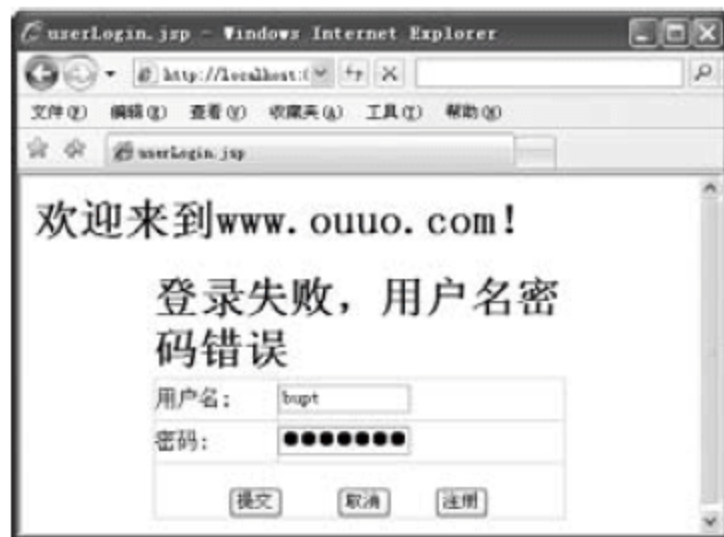 userLogin.jsp - Windows Internet Explorer
http://localhost:
文件(F) 编辑(E) 查看(V) 收藏夹(A) 工具(T) 帮助(H)
userLogin.jsp
欢迎来到www.ouuo.com!
登录失败，用户名密
码错误
用户名： bupt
密码： ●●●●●●●
提交 取消 注册